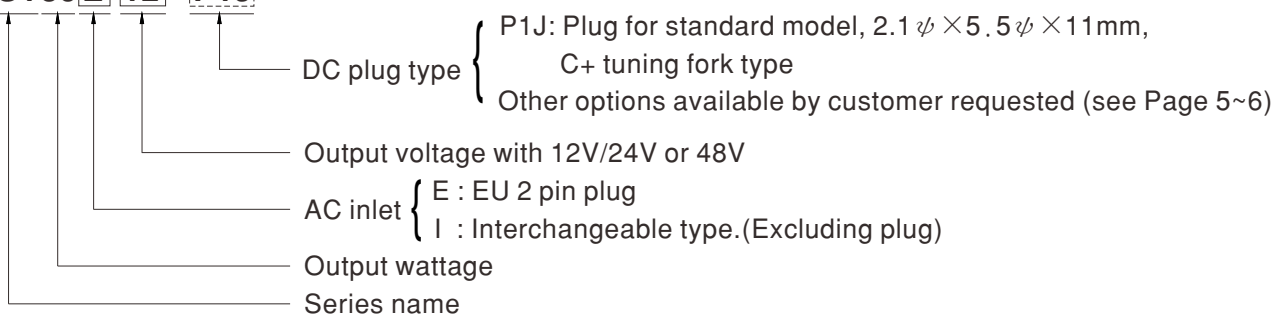 P1J: Plug for standard model, 2.1ψ×5.5ψ×11mm,
DC plug type
C+ tuning fork type
Other options available by customer requested (see Page 5~6)
Output voltage with 12V/24V or 48V
E : EU 2 pin plug
AC inlet
I : Interchangeable type.(Excluding plug)
Output wattage
Series name